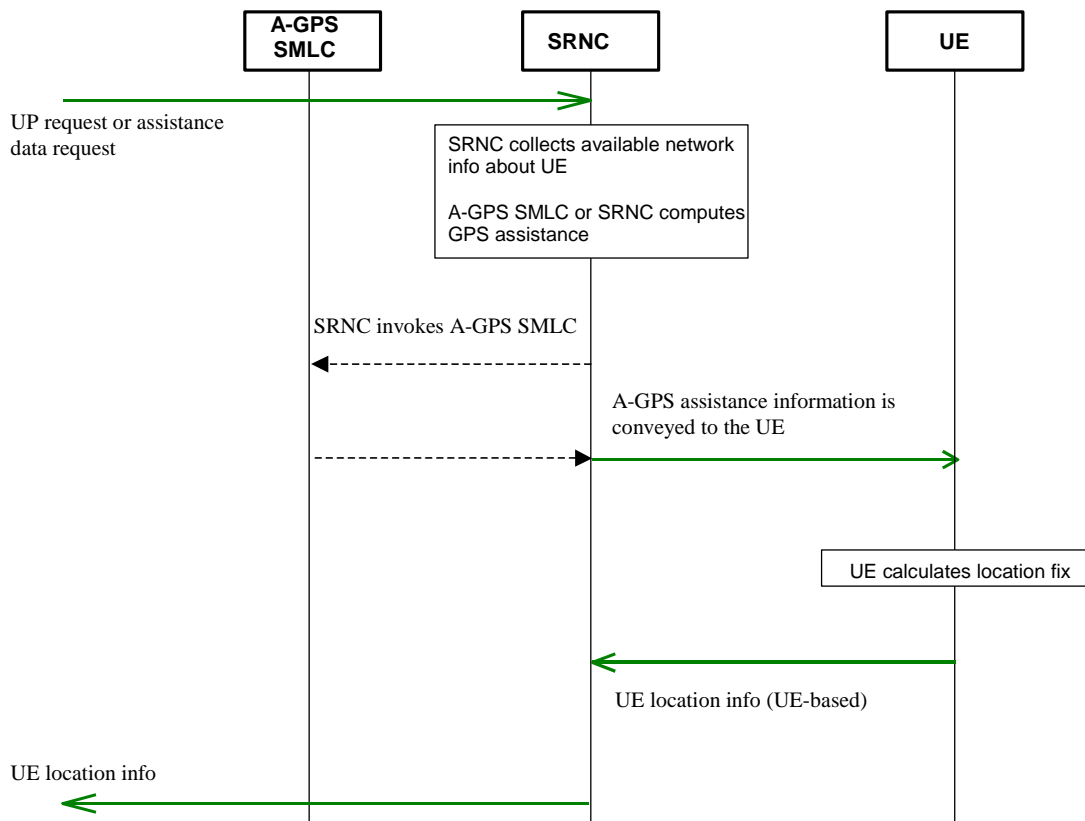 A-GPS
SMLC
SRNC
UE
UP request or assistance
data request
SRNC collects available network
info about UE
A-GPS SMLC or SRNC computes
GPS assistance
SRNC invokes A-GPS SMLC
A-GPS assistance information is
conveyed to the UE
UE calculates location fix
UE location info (UE-based)
UE location info